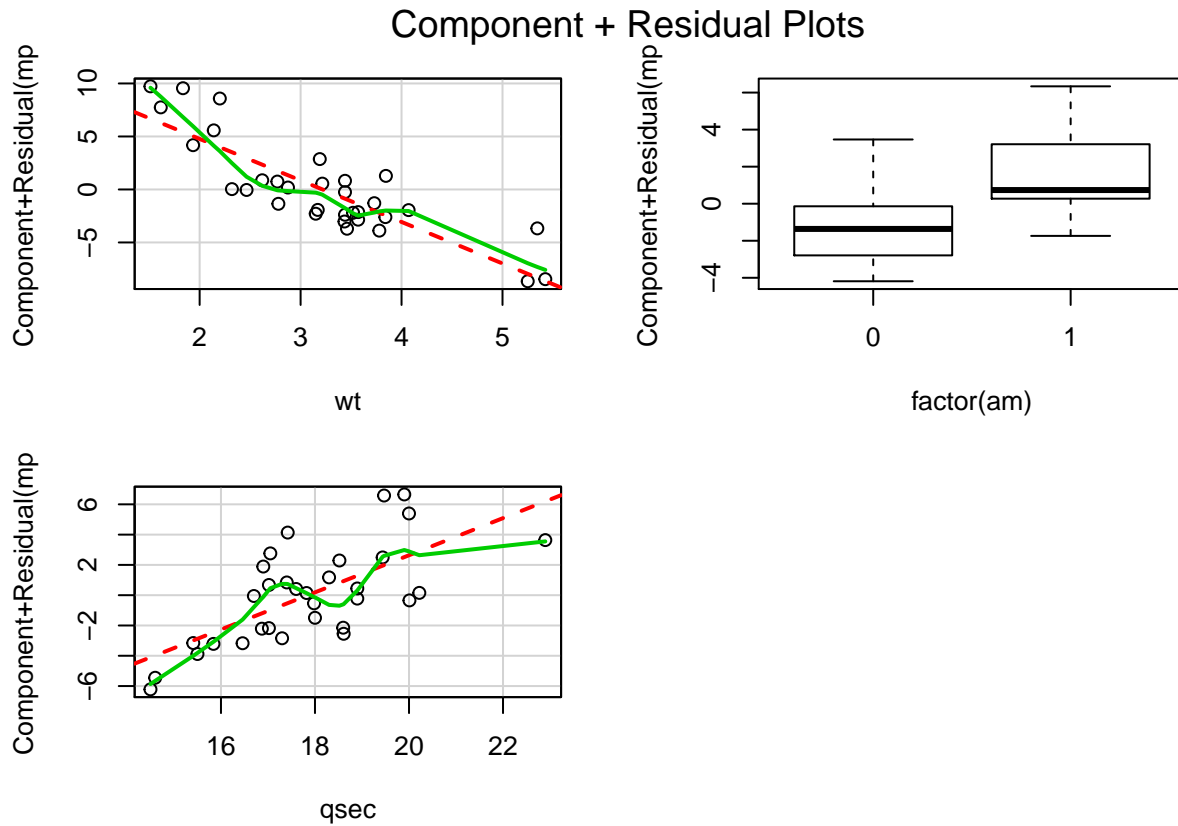 Component + Residual Plots
Component+Residual(mp
10
5
0
−5
2 3 4 5
wt
Component+Residual(mp
4
0
−4
0 1
factor(am)
Component+Residual(mp
6
2
−2
−6
16 18 20 22
qsec